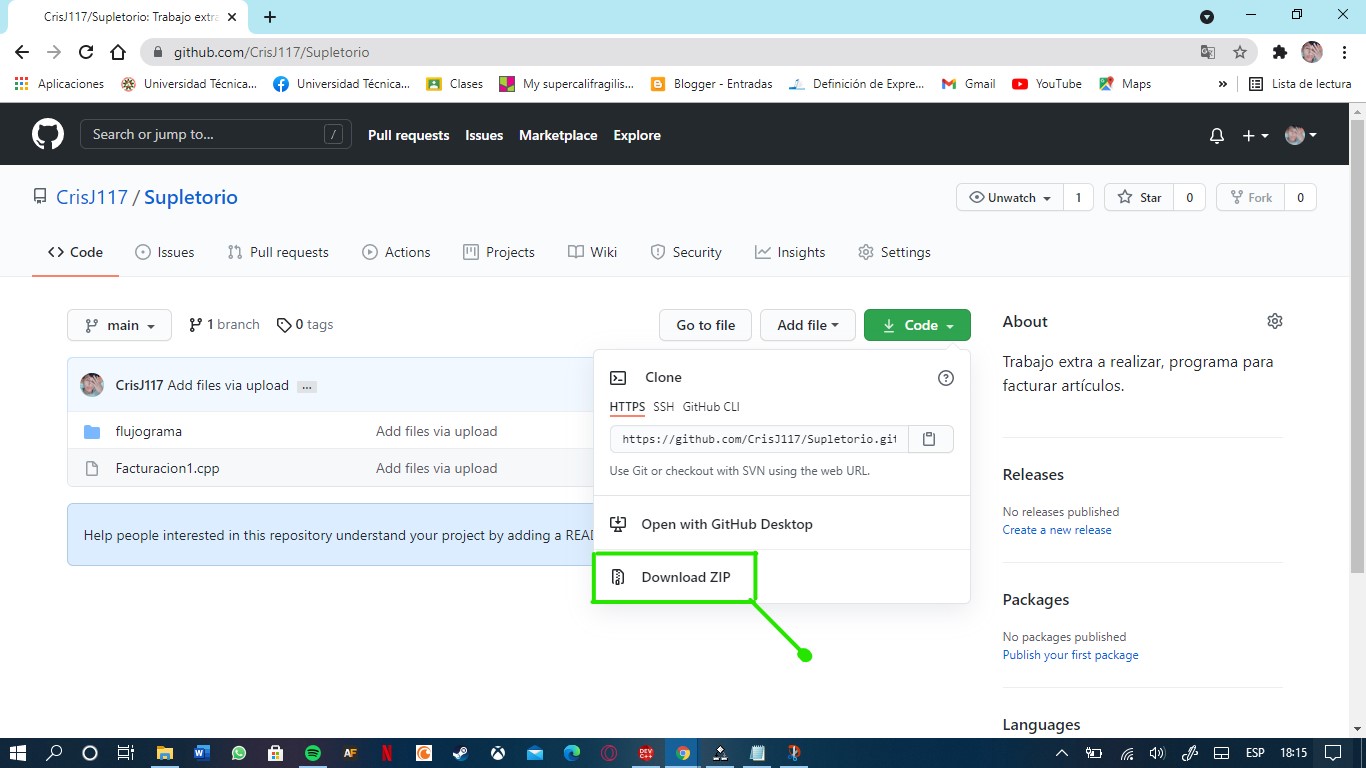 CrisJ117/Supletorio: Trabajo extra
github.com/CrisJ117/Supletorio
Aplicaciones Universidad Técnica... Universidad Técnica... Clases My supercalifragilis... Blogger - Entradas Definición de Expre... Gmail YouTube Maps » Lista de lectura
Search or jump to... / Pull requests Issues Marketplace Explore
CrisJ117 / Supletorio Unwatch 1 Star 0 Fork 0
Code Issues Pull requests Actions Projects Wiki Security Insights Settings
main 1 branch 0 tags Go to file Add file Code
About
Trabajo extra a realizar, programa para
facturar artículos.
CrisJ117 Add files via upload ...
flujograma Add files via upload
Facturacion1.cpp Add files via upload
Help people interested in this repository understand your project by adding a REA
Clone
HTTPS SSH GitHub CLI
https://github.com/CrisJ117/Supletorio.git
Use Git or checkout with SVN using the web URL.
Open with GitHub Desktop
Download ZIP
Releases
No releases published
Create a new release
Packages
No packages published
Publish your first package
Languages
W AF N DEV C++ ESP 18:15